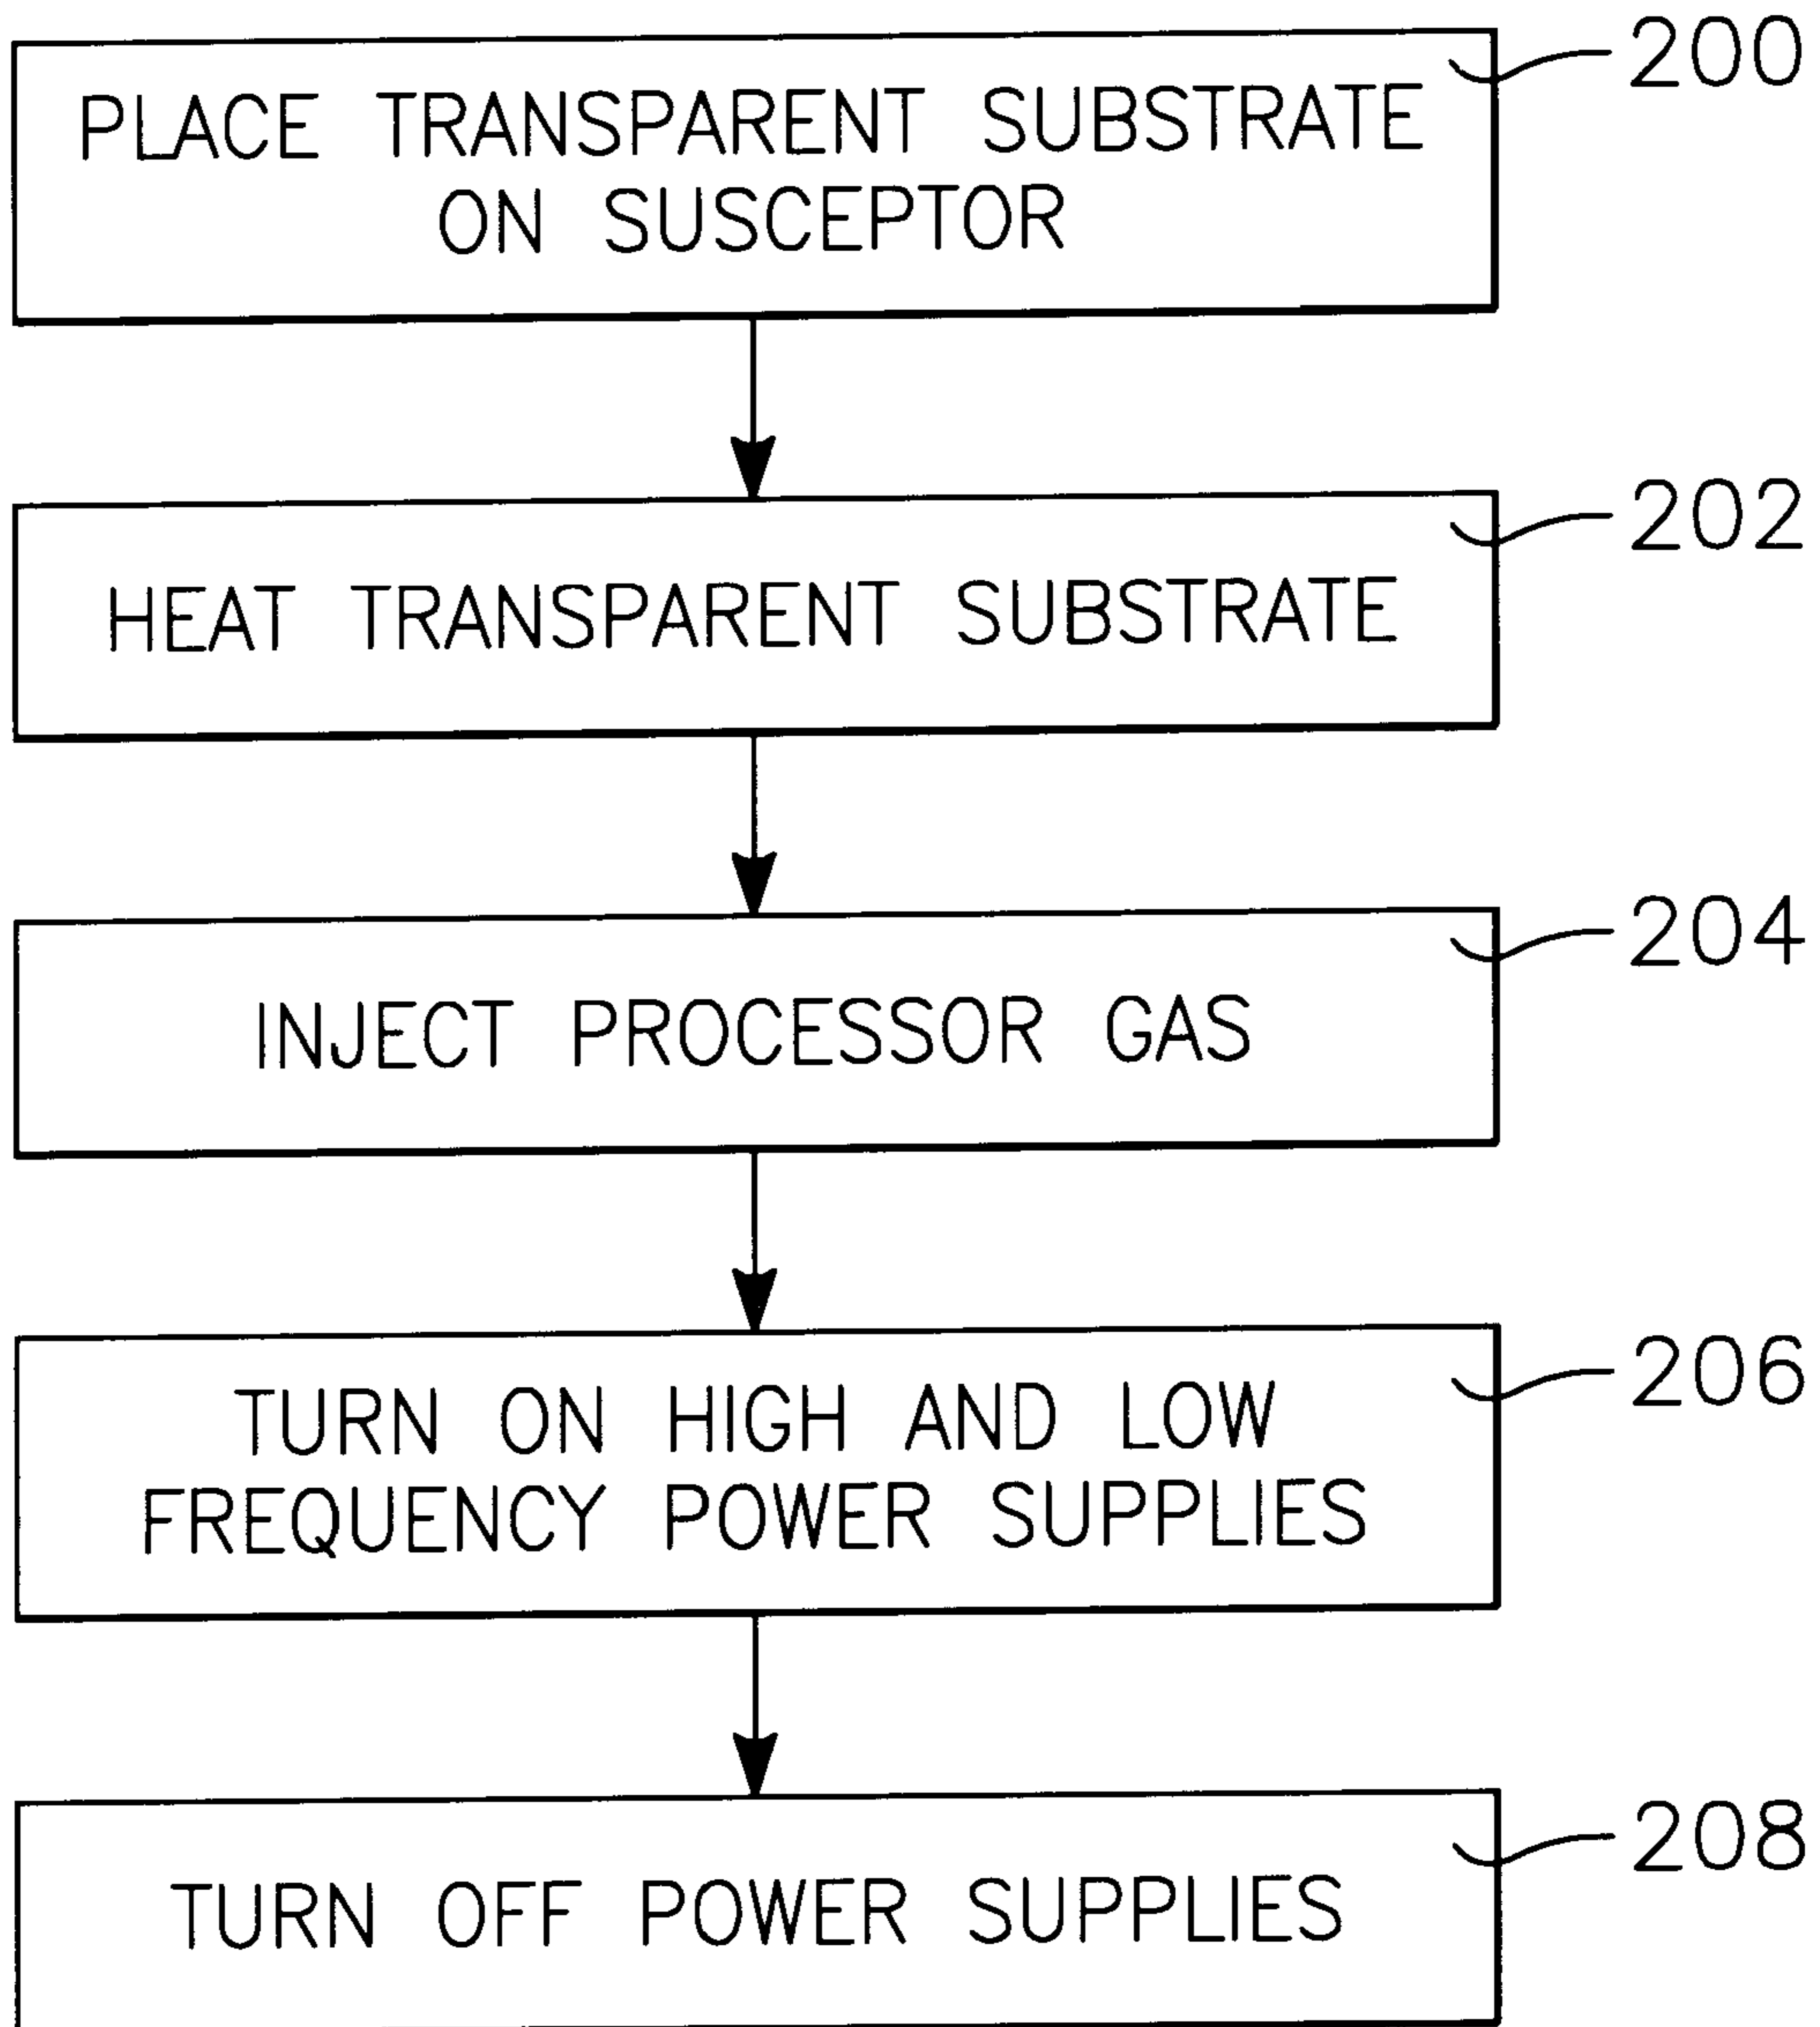 200
PLACE TRANSPARENT SUBSTRATE
ON SUSCEPTOR
202
HEAT TRANSPARENT SUBSTRATE
204
INJECT PROCESSOR GAS
206
TURN ON HIGH AND LOW
FREQUENCY POWER SUPPLIES
208
TURN OFF POWER SUPPLIES